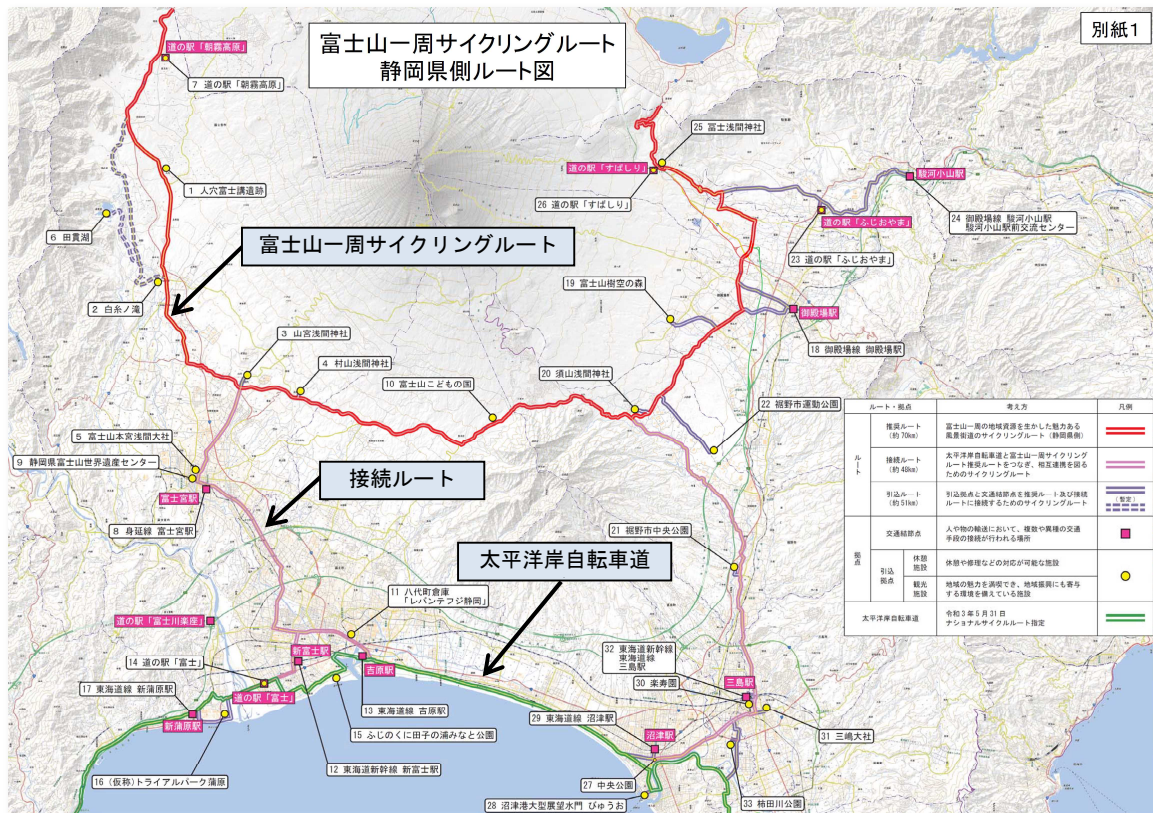 別紙1
富士山一周サイクリングルート
静岡県側ルート図
道の駅「朝霧高原」
7 道の駅「朝霧高原」
25 冨士浅間神社
道の駅「すばしり」
26 道の駅「すばしり」
駿河小山駅
24 御殿場線 駿河小山駅
駿河小山駅前交流センター
1 人穴富士講遺跡
6 田貫湖
道の駅「ふじおやま」
23 道の駅「ふじおやま」
富士山一周サイクリングルート
2 白糸ノ滝
19 富士山樹空の森
御殿場駅
18 御殿場線 御殿場駅
3 山宮浅間神社
4 村山浅間神社
10 富士山こどもの国
20 須山浅間神社
22 裾野市運動公園
5 富士山本宮浅間大社
9 静岡県富士山世界遺産センター
富士宮駅
8 身延線 富士宮駅
接続ルート
21 裾野市中央公園
太平洋岸自転車道
11 八代町倉庫
「レバンテフジ静岡」
道の駅「富士川楽座」
新富士駅
吉原駅
14 道の駅「富士」
道の駅「富士」
17 東海道線 新蒲原駅
新蒲原駅
13 東海道線 吉原駅
15 ふじのくに田子の浦みなと公園
12 東海道新幹線 新富士駅
16 (仮称)トライアルパーク蒲原
32 東海道新幹線
東海道線
三島駅
30 楽寿園
三島駅
29 東海道線 沼津駅
沼津駅
31 三嶋大社
27 中央公園
28 沼津港大型展望水門 びゅうお
33 柿田川公園
ルート・拠点
考え方
凡例
ルート
推奨ルート
(約70km)
富士山一周の地域資源を生かした魅力ある
風景街道のサイクリングルート(静岡県側)
接続ルート
(約48km)
太平洋岸自転車道と富士山一周サイクリング
ルート推奨ルートをつなぎ、相互連携を図る
ためのサイクリングルート
引込ルート
(約51km)
引込拠点と交通結節点を推奨ルート及び接続
ルートに接続するためのサイクリングルート
(暫定)
拠点
交通結節点
人や物の輸送において、複数や異種の交通
手段の接続が行われる場所
引込
拠点
休憩
施設
休憩や修理などの対応が可能な施設
観光
施設
地域の魅力を満喫でき、地域振興にも寄与
する環境を備えている施設
太平洋岸自転車道
令和3年5月31日
ナショナルサイクルルート指定